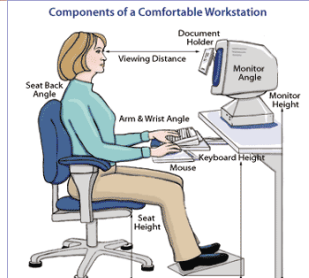 Components of a Comfortable Workstation
Document
Holder
Viewing Distance
Monitor
Angle
Seat Back
Angle
Monitor
Height
Arm & Wrist Angle
Keyboard Height
Mouse
Seat
Height